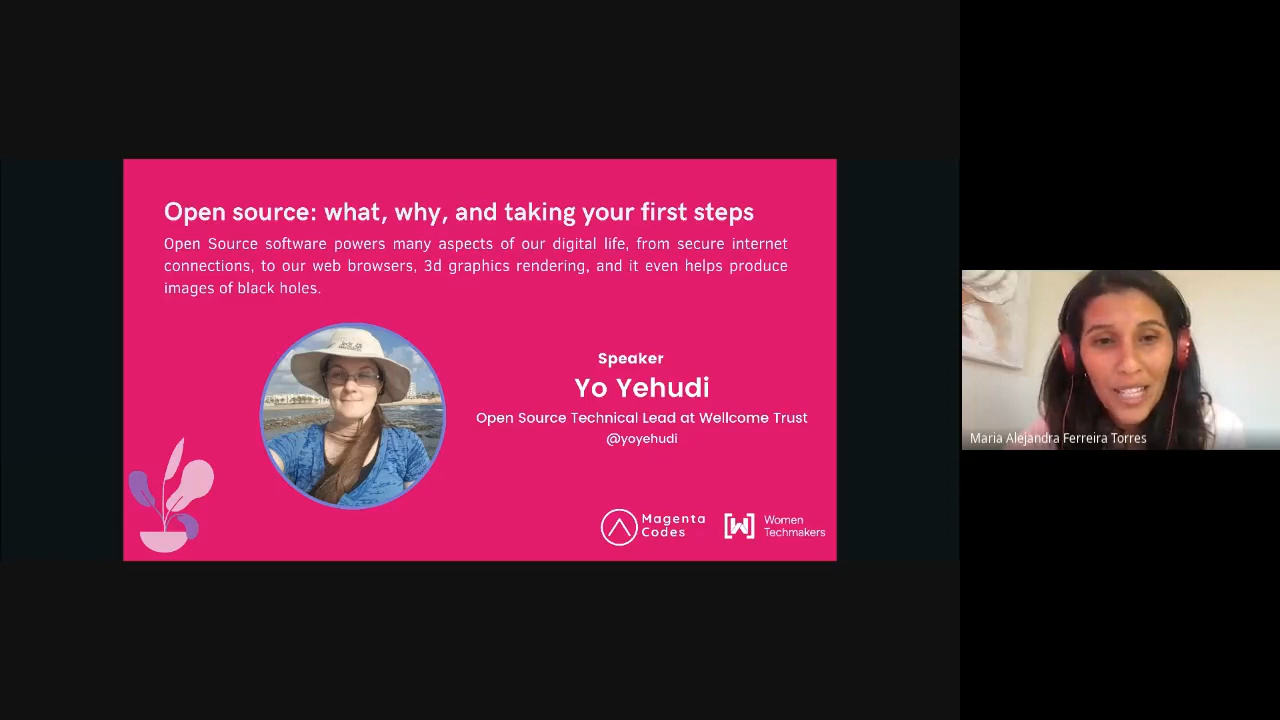 Open source: what, why, and taking your first steps
Open Source software powers many aspects of our digital life, from secure internet
connections, to our web browsers, 3d graphics rendering, and it even helps produce
images of black holes.
Speaker
Yo Yehudi
Open Source Technical Lead at Wellcome Trust
@yoyehudi
Magenta
Codes
Women
Techmakers
Maria Alejandra Ferreira Torres